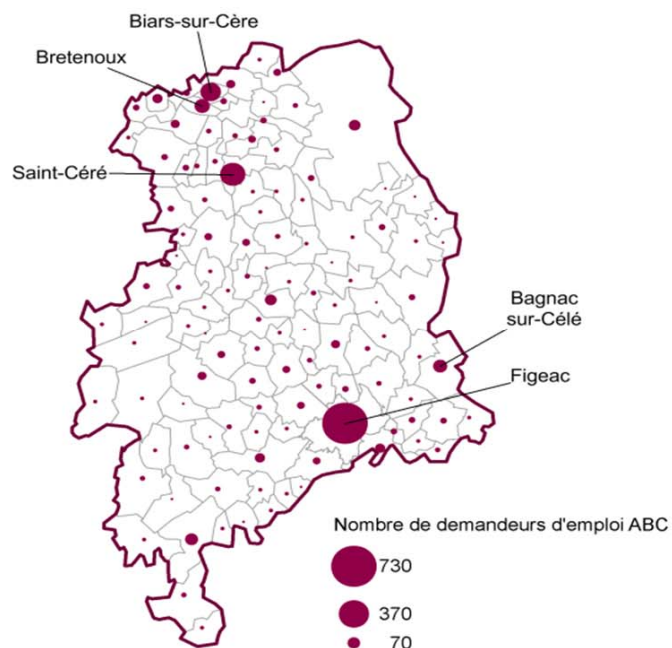 Biars-sur-Cère
Bretenoux
Saint-Céré
Bagnac
sur-Célé
Figeac
Nombre de demandeurs d'emploi ABC
730
370
70